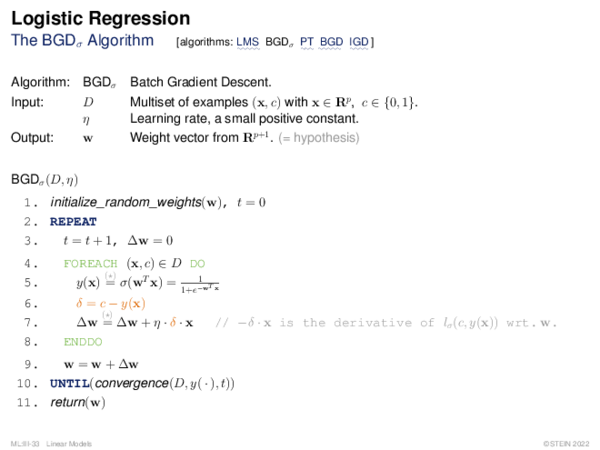 Logistic Regression
The BGDσ Algorithm [algorithms: LMS BGDσ PT BGD IGD]
Algorithm: BGDσ Batch Gradient Descent.
Input: D Multiset of examples (x, c) with x ∈ R^p, c ∈ {0, 1}.
η Learning rate, a small positive constant.
Output: w Weight vector from R^{p+1}. (= hypothesis)
BGDσ(D, η)
1. initialize_random_weights(w), t = 0
2. REPEAT
3. t = t + 1, Δw = 0
4. FOREACH (x, c) ∈ D DO
5. y(x) (*)= σ(w^T x) = 1/(1+e^{−w^T x})
6. δ = c − y(x)
7. Δw (*)= Δw + η · δ · x // −δ · x is the derivative of lσ(c, y(x)) wrt. w.
8. ENDDO
9. w = w + Δw
10. UNTIL(convergence(D, y( · ), t))
11. return(w)
ML:III-33 Linear Models ©STEIN 2022